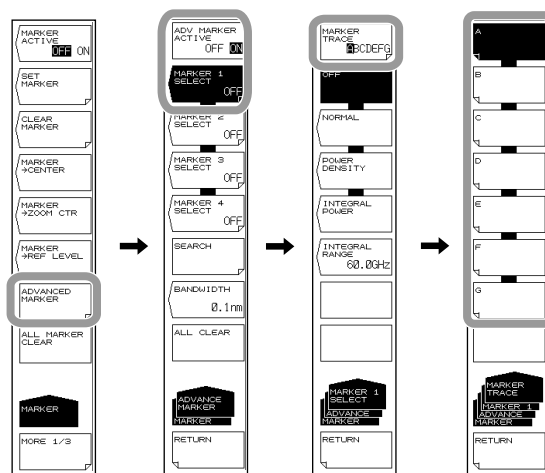 MARKER
ACTIVE
OFF ON
SET
MARKER
CLEAR
MARKER
MARKER
→CENTER
MARKER
→ZOOM CTR
MARKER
→REF LEVEL
ADVANCED
MARKER
ALL MARKER
CLEAR
MARKER
MORE 1/3
ADV MARKER
ACTIVE
OFF ON
MARKER 1
SELECT
OFF
MARKER 2
SELECT
OFF
MARKER 3
SELECT
OFF
MARKER 4
SELECT
OFF
SEARCH
BANDWIDTH
0.1nm
ALL CLEAR
ADVANCE
MARKER
MARKER
RETURN
MARKER
TRACE
ABCDEFG
OFF
NORMAL
POWER
DENSITY
INTEGRAL
POWER
INTEGRAL
RANGE
60.0GHz
MARKER 1
SELECT
ADVANCE
MARKER
RETURN
A
B
C
D
E
F
G
MARKER
TRACE
MARKER 1
ADVANCE
MARKER
RETURN